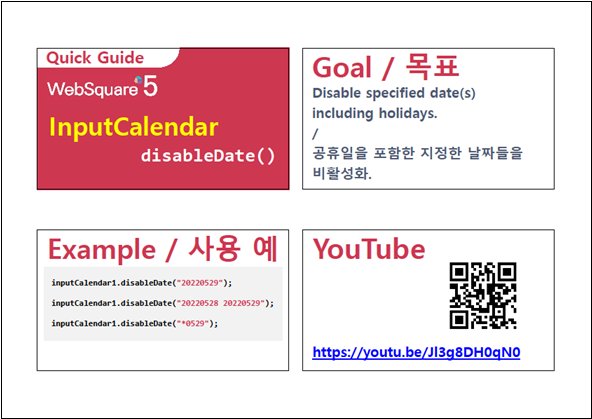 Quick Guide
WebSquare 5
InputCalendar
disableDate()
Goal / 목표
Disable specified date(s)
including holidays.
/
공휴일을 포함한 지정한 날짜들을
비활성화.
Example / 사용 예
inputCalendar1.disableDate("20220529");
inputCalendar1.disableDate("20220528 20220529");
inputCalendar1.disableDate("*0529");
YouTube
https://youtu.be/Jl3g8DH0qN0